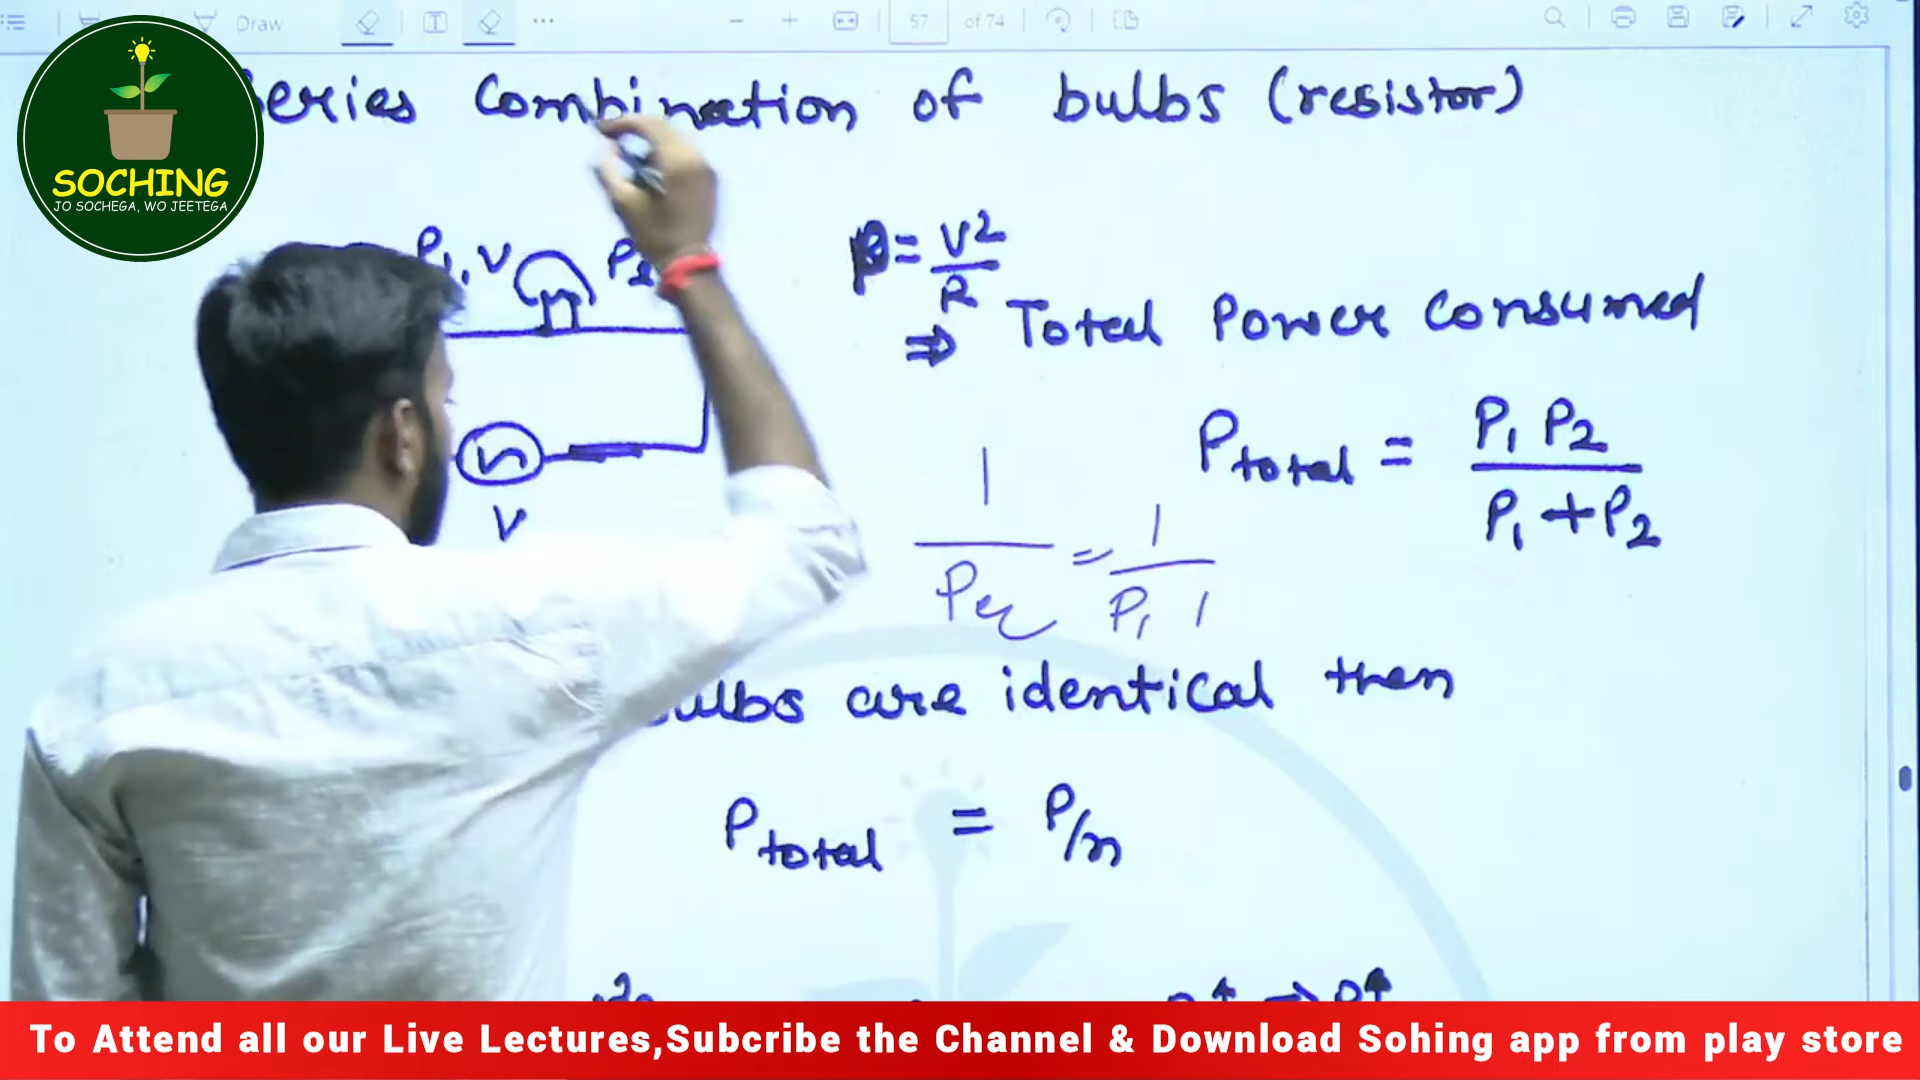 Draw
57 of 74
Series Combination of bulbs (resistor)
SOCHING
JO SOCHEGA, WO JEETEGA
P1, V P2
P = V²/R
⇒ Total Power consumed
Ptotal = P1 P2 / P1 + P2
V
1/Peq = 1/P1
bulbs are identical then
Ptotal = P/n
To Attend all our Live Lectures,Subcribe the Channel & Download Sohing app from play store